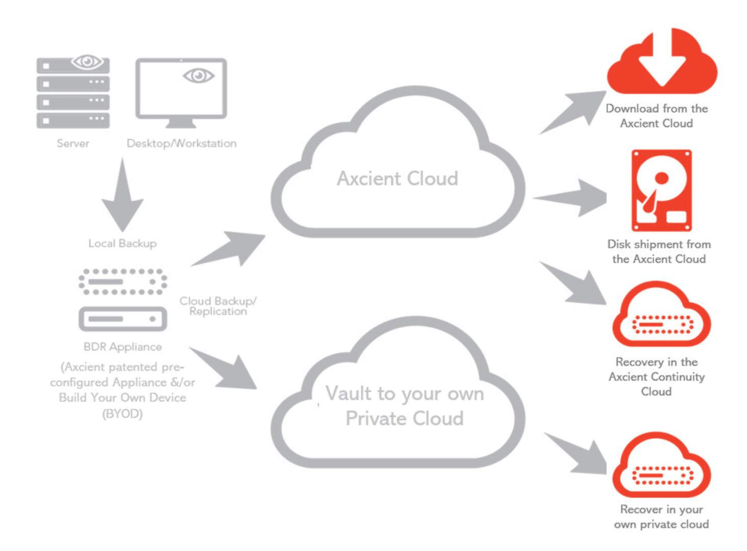 Server
Desktop/Workstation
Local Backup
Cloud Backup/
Replication
BDR Appliance
(Axcient patented pre-
configured Appliance &/or
Build Your Own Device
(BYOD)
Axcient Cloud
Vault to your own
Private Cloud
Download from the
Axcient Cloud
Disk shipment from
the Axcient Cloud
Recovery in the
Axcient Continuity
Cloud
Recover in your
own private cloud